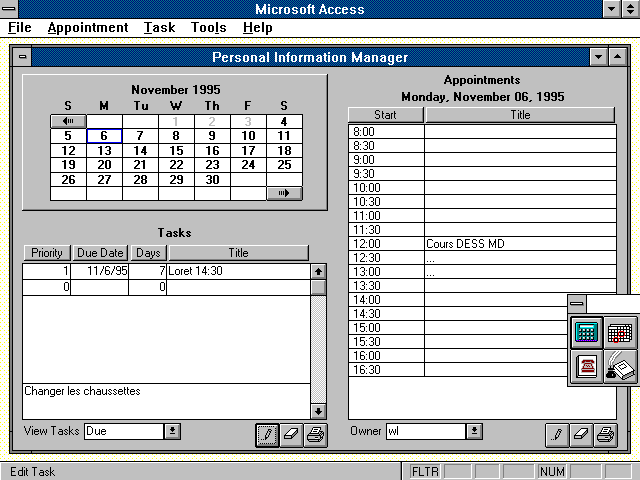 Microsoft Access
File Appointment Task Tools Help
Personal Information Manager
November 1995
S M Tu W Th F S
1 2 3 4
5 6 7 8 9 10 11
12 13 14 15 16 17 18
19 20 21 22 23 24 25
26 27 28 29 30
Tasks
Priority Due Date Days Title
1 11/6/95 7 Loret 14:30
0 0
Changer les chaussettes
View Tasks Due
Appointments
Monday, November 06, 1995
Start Title
8:00
8:30
9:00
9:30
10:00
10:30
11:00
11:30
12:00 Cours DESS MD
12:30 ...
13:00 ...
13:30
14:00
14:30
15:00
15:30
16:00
16:30
Owner wl
Edit Task FLTR NUM